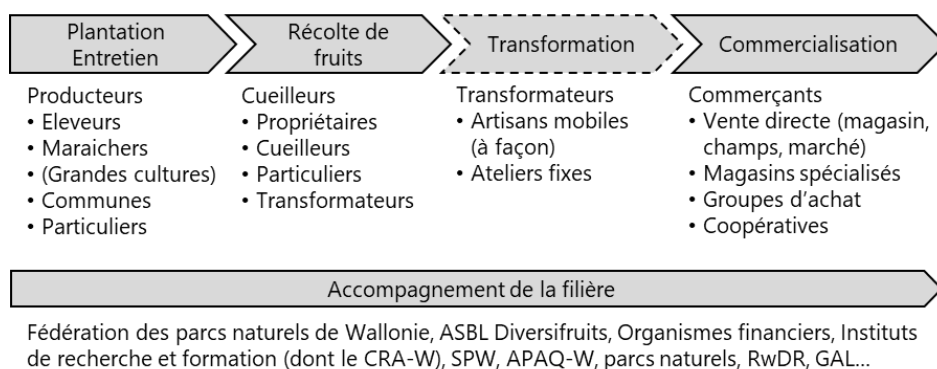 Plantation
Entretien
Récolte de
fruits
Transformation
Commercialisation
Producteurs
• Eleveurs
• Maraichers
• (Grandes cultures)
• Communes
• Particuliers
Cueilleurs
• Propriétaires
• Cueilleurs
• Particuliers
• Transformateurs
Transformateurs
• Artisans mobiles
(à façon)
• Ateliers fixes
Commerçants
• Vente directe (magasin,
champs, marché)
• Magasins spécialisés
• Groupes d'achat
• Coopératives
Accompagnement de la filière
Fédération des parcs naturels de Wallonie, ASBL Diversifruits, Organismes financiers, Instituts
de recherche et formation (dont le CRA-W), SPW, APAQ-W, parcs naturels, RwDR, GAL...